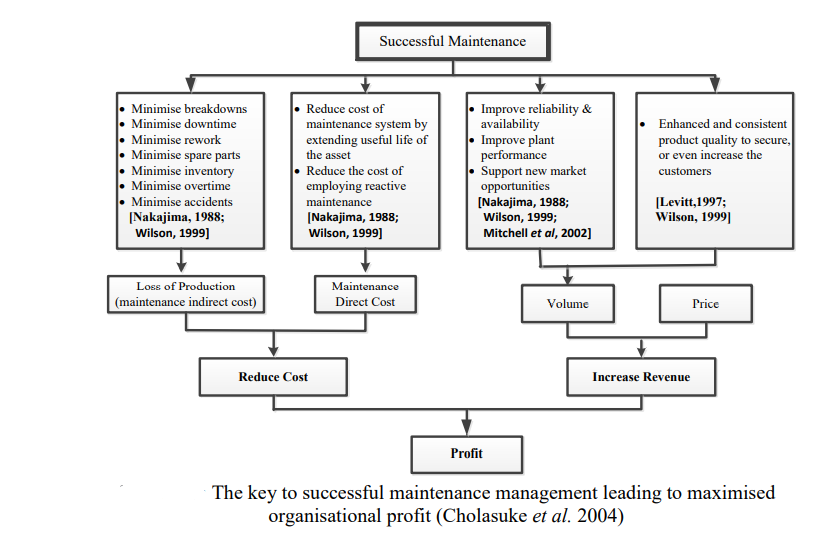 Successful Maintenance
• Minimise breakdowns
• Minimise downtime
• Minimise rework
• Minimise spare parts
• Minimise inventory
• Minimise overtime
• Minimise accidents
[Nakajima, 1988;
Wilson, 1999]
• Reduce cost of
maintenance system by
extending useful life of
the asset
• Reduce the cost of
employing reactive
maintenance
[Nakajima, 1988;
Wilson, 1999]
• Improve reliability &
availability
• Improve plant
performance
• Support new market
opportunities
[Nakajima, 1988;
Wilson, 1999;
Mitchell et al, 2002]
• Enhanced and consistent
product quality to secure,
or even increase the
customers
[Levitt,1997;
Wilson, 1999]
Loss of Production
(maintenance indirect cost)
Maintenance
Direct Cost
Volume
Price
Reduce Cost
Increase Revenue
Profit
The key to successful maintenance management leading to maximised
organisational profit (Cholasuke et al. 2004)